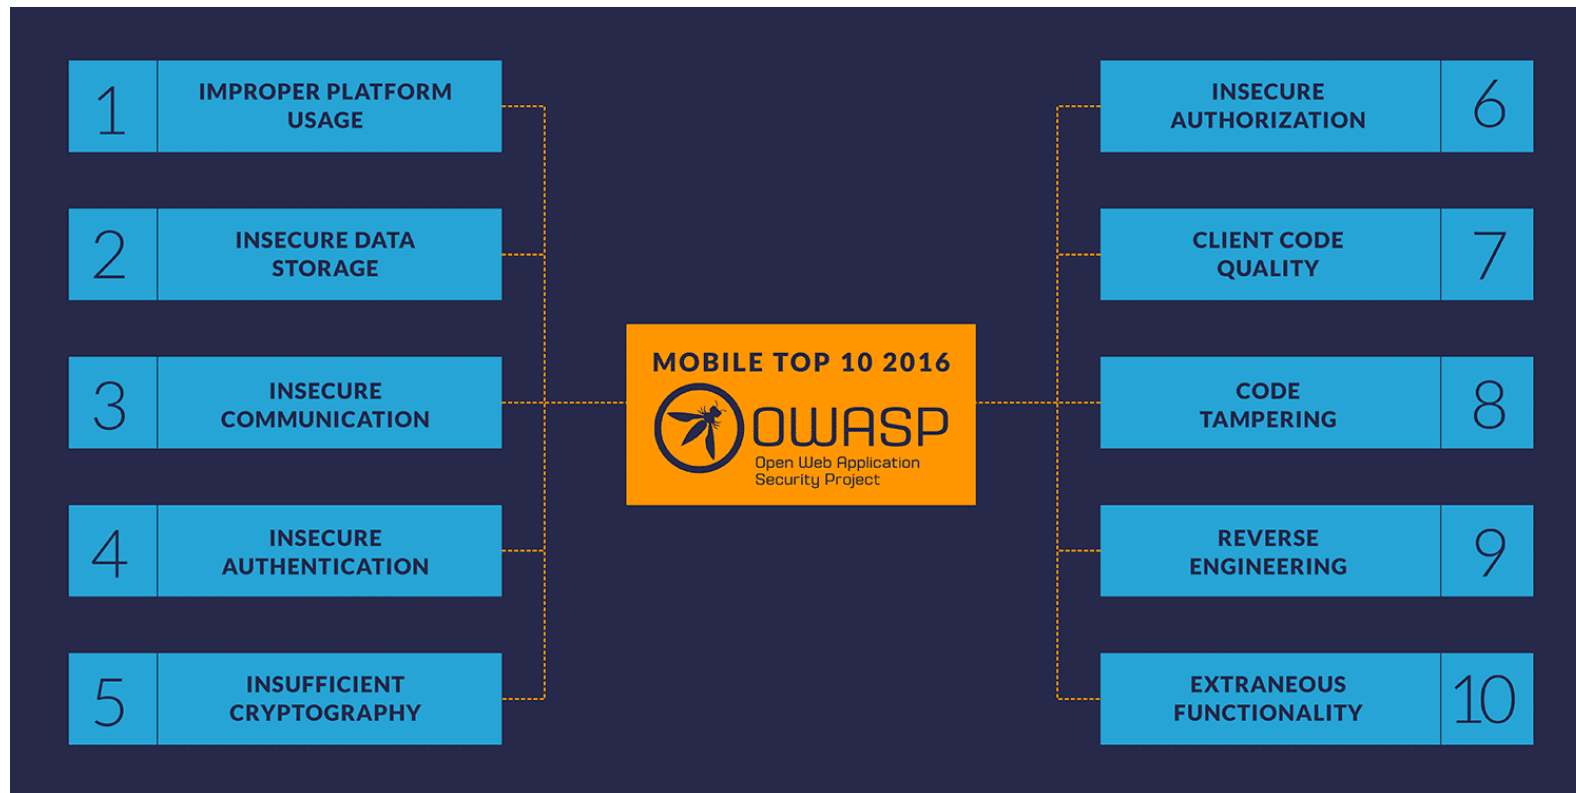 1
IMPROPER PLATFORM
USAGE
2
INSECURE DATA
STORAGE
3
INSECURE
COMMUNICATION
4
INSECURE
AUTHENTICATION
5
INSUFFICIENT
CRYPTOGRAPHY
MOBILE TOP 10 2016
OWASP
Open Web Application
Security Project
INSECURE
AUTHORIZATION
6
CLIENT CODE
QUALITY
7
CODE
TAMPERING
8
REVERSE
ENGINEERING
9
EXTRANEOUS
FUNCTIONALITY
10